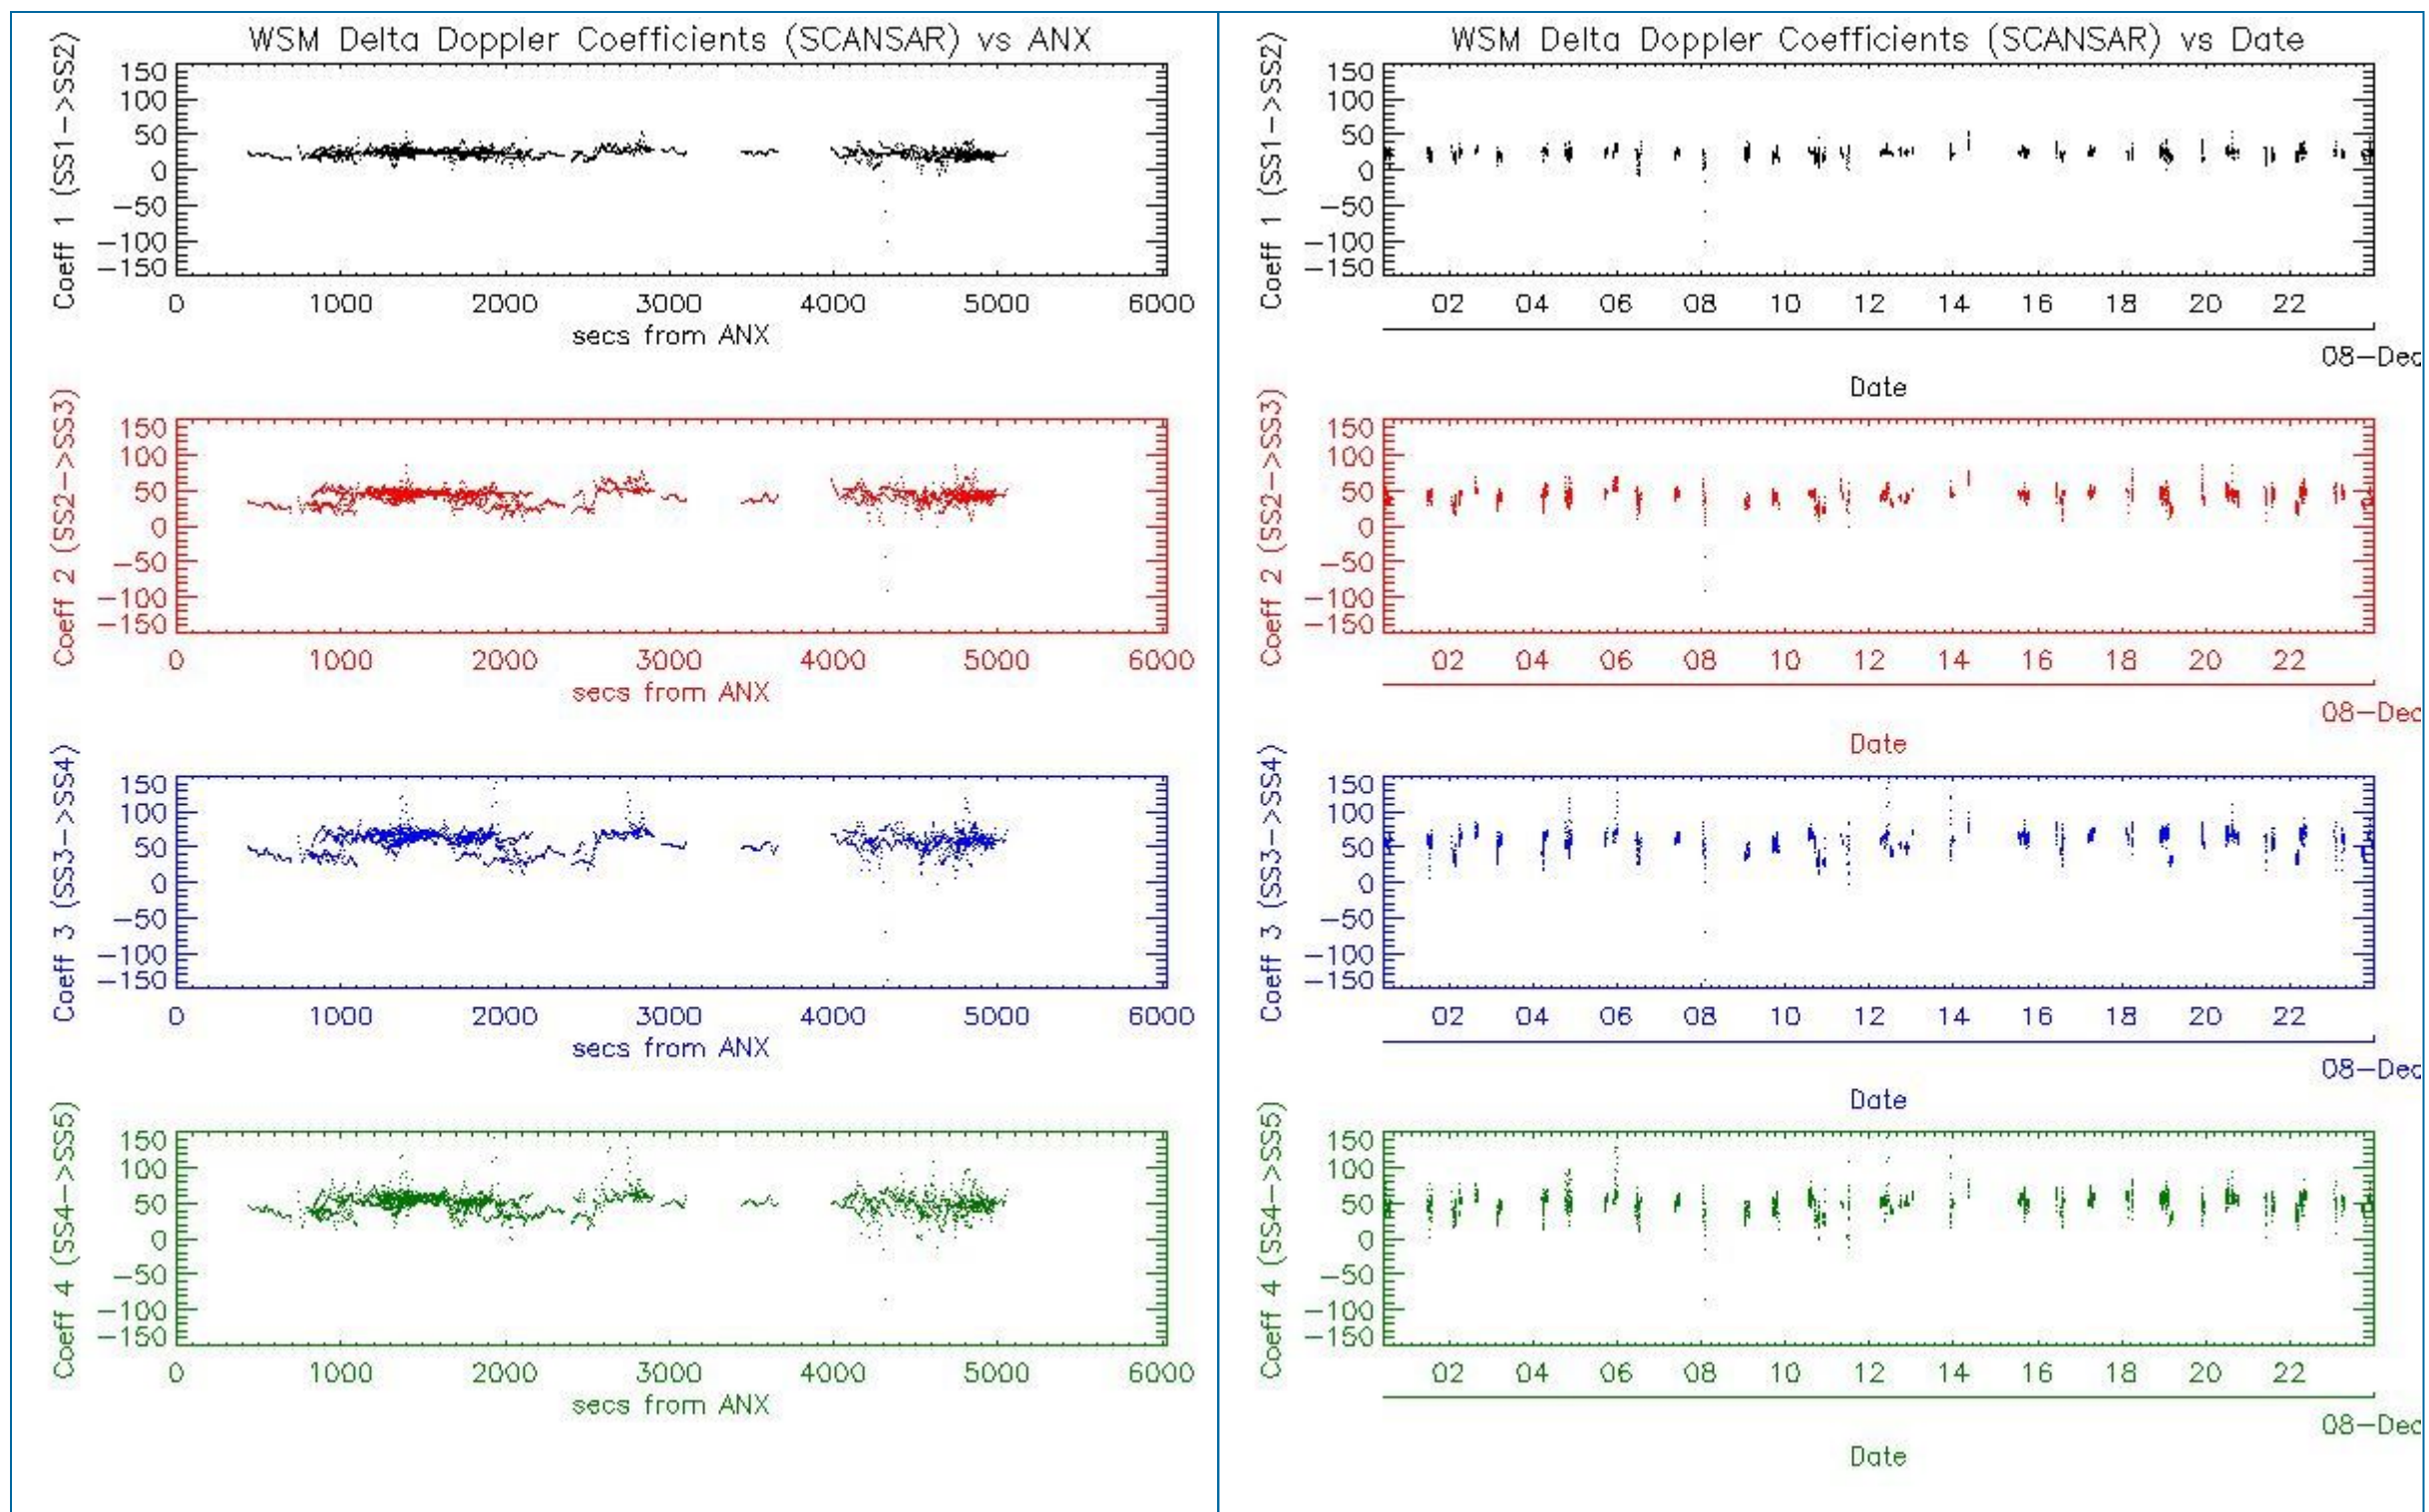 WSM Delta Doppler Coefficients (SCANSAR) vs ANX
Coeff 1 (SS1->SS2)
150
100
50
0
-50
-100
-150
0 1000 2000 3000 4000 5000 6000
secs from ANX
Coeff 2 (SS2->SS3)
150
100
50
0
-50
-100
-150
0 1000 2000 3000 4000 5000 6000
secs from ANX
Coeff 3 (SS3->SS4)
150
100
50
0
-50
-100
-150
0 1000 2000 3000 4000 5000 6000
secs from ANX
Coeff 4 (SS4->SS5)
150
100
50
0
-50
-100
-150
0 1000 2000 3000 4000 5000 6000
secs from ANX
WSM Delta Doppler Coefficients (SCANSAR) vs Date
Coeff 1 (SS1->SS2)
150
100
50
0
-50
-100
-150
02 04 06 08 10 12 14 16 18 20 22
08-Dec
Date
Coeff 2 (SS2->SS3)
150
100
50
0
-50
-100
-150
02 04 06 08 10 12 14 16 18 20 22
08-Dec
Date
Coeff 3 (SS3->SS4)
150
100
50
0
-50
-100
-150
02 04 06 08 10 12 14 16 18 20 22
08-Dec
Date
Coeff 4 (SS4->SS5)
150
100
50
0
-50
-100
-150
02 04 06 08 10 12 14 16 18 20 22
08-Dec
Date